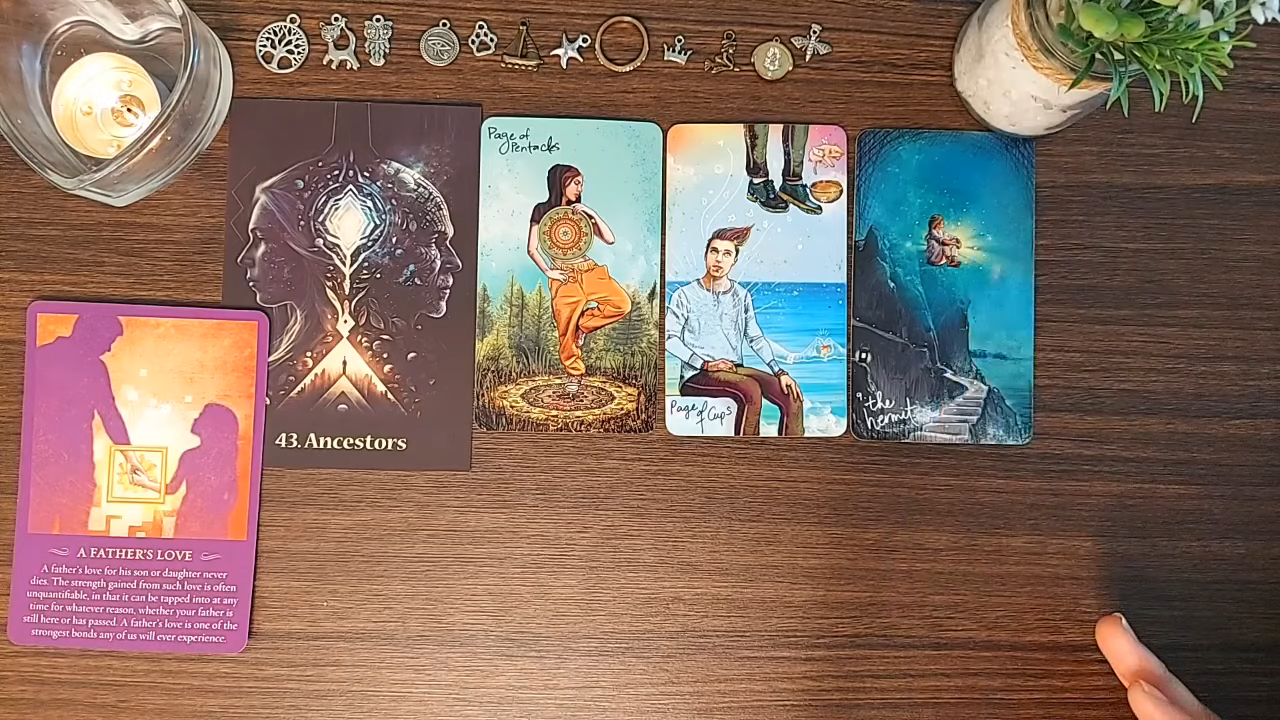 Page of
Pentacles
43. Ancestors
Page of Cups
9. the
hermit
A FATHER'S LOVE
A father's love for his son or daughter never
dies. The strength gained from such love is often
unquantifiable, in that it can be tapped into at any
time for whatever reason, whether your father is
still here or has passed. A father's love is one of the
strongest bonds any of us will ever experience.